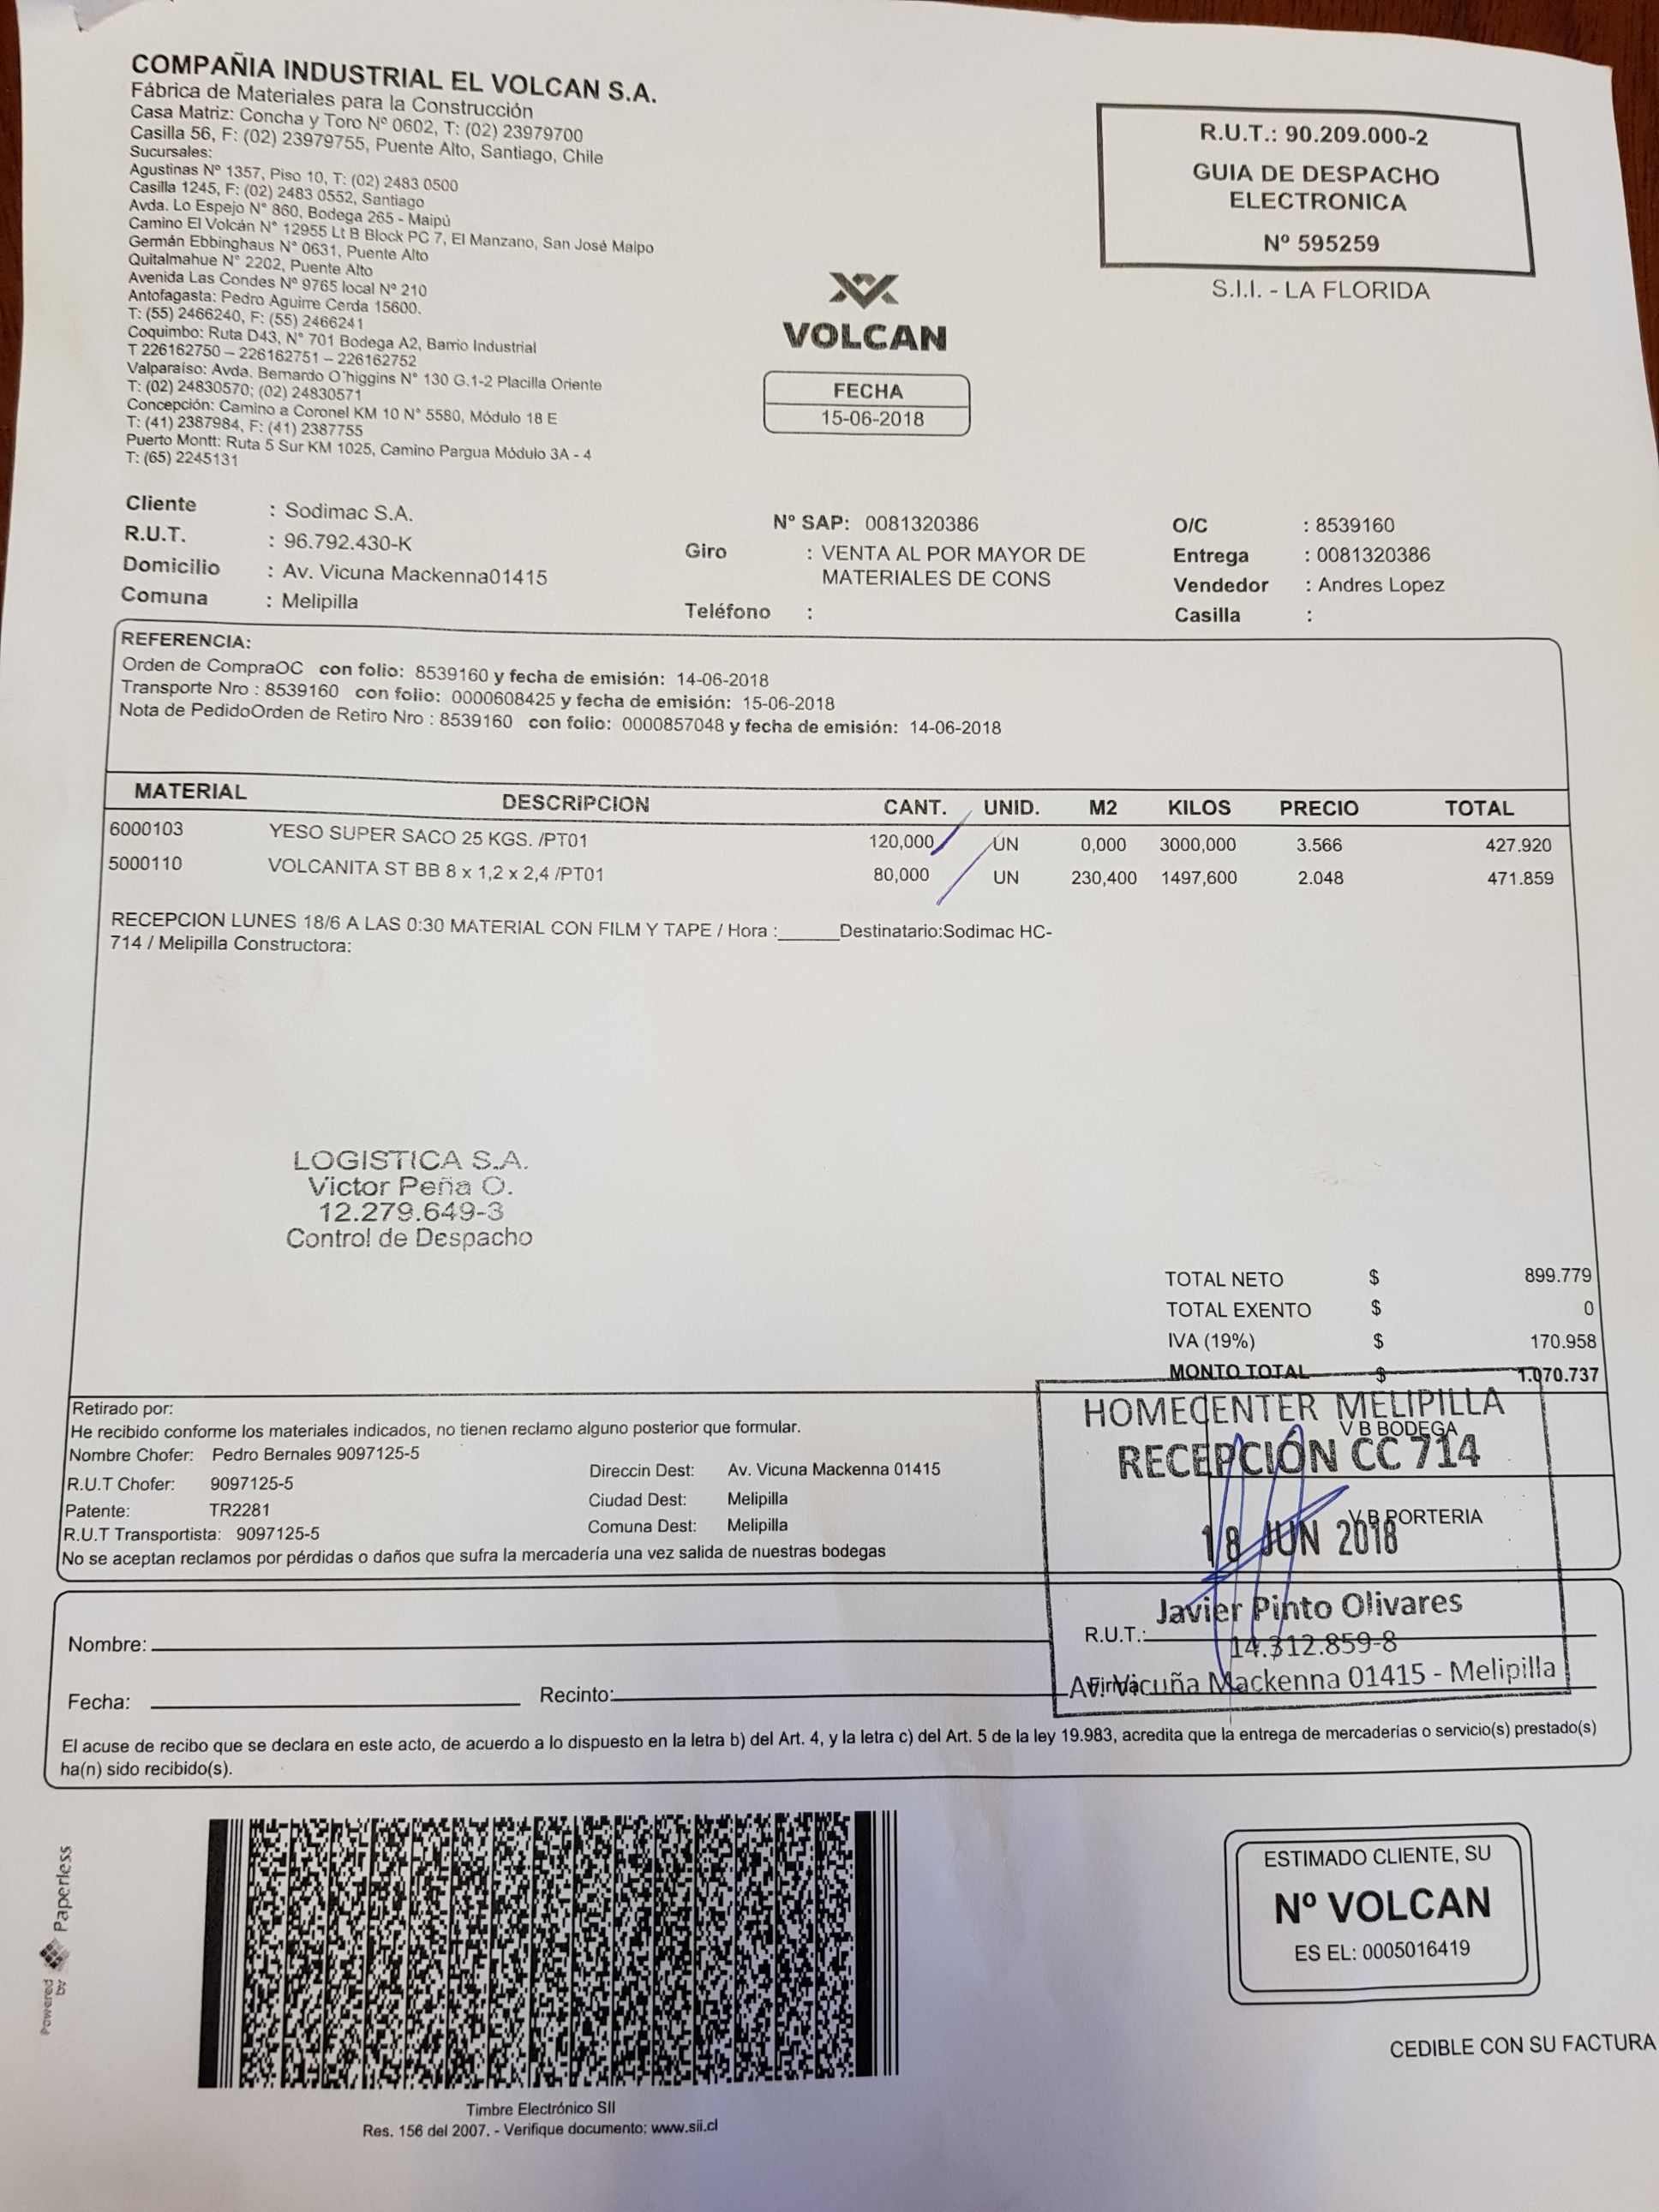 COMPAÑIA INDUSTRIAL EL VOLCAN S.A.
Fábrica de Materiales para la Construcción
Casa Matriz: Concha y Toro Nº 0602, T: (02) 23979700
Casilla 56, F: (02) 23979755, Puente Alto, Santiago, Chile
Sucursales:
Agustinas Nº 1357, Piso 10, T: (02) 2483 0500
Casilla 1245, F: (02) 2483 0552, Santiago
Avda. Lo Espejo N° 860, Bodega 265 - Maipú
Camino El Volcán N° 12955 Lt B Block PC 7, El Manzano, San José Maipo
Germán Ebbinghaus N° 0631, Puente Alto
Quitalmahue N° 2202, Puente Alto
Avenida Las Condes Nº 9765 local Nº 210
Antofagasta: Pedro Aguirre Cerda 15600.
T: (55) 2466240, F: (55) 2466241
Coquimbo: Ruta D43, N° 701 Bodega A2, Barrio Industrial
T 226162750 – 226162751 – 226162752
Valparaíso: Avda. Bernardo O´higgins N° 130 G.1-2 Placilla Oriente
T: (02) 24830570; (02) 24830571
Concepción: Camino a Coronel KM 10 N° 5580, Módulo 18 E
T: (41) 2387984, F: (41) 2387755
Puerto Montt: Ruta 5 Sur KM 1025, Camino Pargua Módulo 3A - 4
T: (65) 2245131
R.U.T.: 90.209.000-2
GUIA DE DESPACHO
ELECTRONICA
Nº 595259
S.I.I. - LA FLORIDA
VOLCAN
FECHA
15-06-2018
Cliente : Sodimac S.A.
R.U.T. : 96.792.430-K
Domicilio : Av. Vicuna Mackenna01415
Comuna : Melipilla
Nº SAP: 0081320386
Giro : VENTA AL POR MAYOR DE
MATERIALES DE CONS
Teléfono :
O/C : 8539160
Entrega : 0081320386
Vendedor : Andres Lopez
Casilla :
REFERENCIA:
Orden de CompraOC con folio: 8539160 y fecha de emisión: 14-06-2018
Transporte Nro : 8539160 con folio: 0000608425 y fecha de emisión: 15-06-2018
Nota de PedidoOrden de Retiro Nro : 8539160 con folio: 0000857048 y fecha de emisión: 14-06-2018
MATERIAL DESCRIPCION CANT. UNID. M2 KILOS PRECIO TOTAL
6000103 YESO SUPER SACO 25 KGS. /PT01 120,000 UN 0,000 3000,000 3.566 427.920
5000110 VOLCANITA ST BB 8 x 1,2 x 2,4 /PT01 80,000 UN 230,400 1497,600 2.048 471.859
RECEPCION LUNES 18/6 A LAS 0:30 MATERIAL CON FILM Y TAPE / Hora :______Destinatario:Sodimac HC-
714 / Melipilla Constructora:
LOGISTICA S.A.
Victor Peña O.
12.279.649-3
Control de Despacho
TOTAL NETO $ 899.779
TOTAL EXENTO $ 0
IVA (19%) $ 170.958
MONTO TOTAL $ 1.070.737
Retirado por:
He recibido conforme los materiales indicados, no tienen reclamo alguno posterior que formular.
Nombre Chofer: Pedro Bernales 9097125-5
R.U.T Chofer: 9097125-5
Patente: TR2281
R.U.T Transportista: 9097125-5
Direccin Dest: Av. Vicuna Mackenna 01415
Ciudad Dest: Melipilla
Comuna Dest: Melipilla
No se aceptan reclamos por pérdidas o daños que sufra la mercadería una vez salida de nuestras bodegas
HOMECENTER MELIPILLA
V B BODEGA
RECEPCIÓN CC 714
V B PORTERIA
18 JUN 2018
Javier Pinto Olivares
14.312.859-8
Av. Vicuña Mackenna 01415 - Melipilla
Nombre:
R.U.T.:
Fecha:
Recinto:
Firma:
El acuse de recibo que se declara en este acto, de acuerdo a lo dispuesto en la letra b) del Art. 4, y la letra c) del Art. 5 de la ley 19.983, acredita que la entrega de mercaderías o servicio(s) prestado(s)
ha(n) sido recibido(s).
Powered by Paperless
Timbre Electrónico SII
Res. 156 del 2007. - Verifique documento: www.sii.cl
ESTIMADO CLIENTE, SU
Nº VOLCAN
ES EL: 0005016419
CEDIBLE CON SU FACTURA